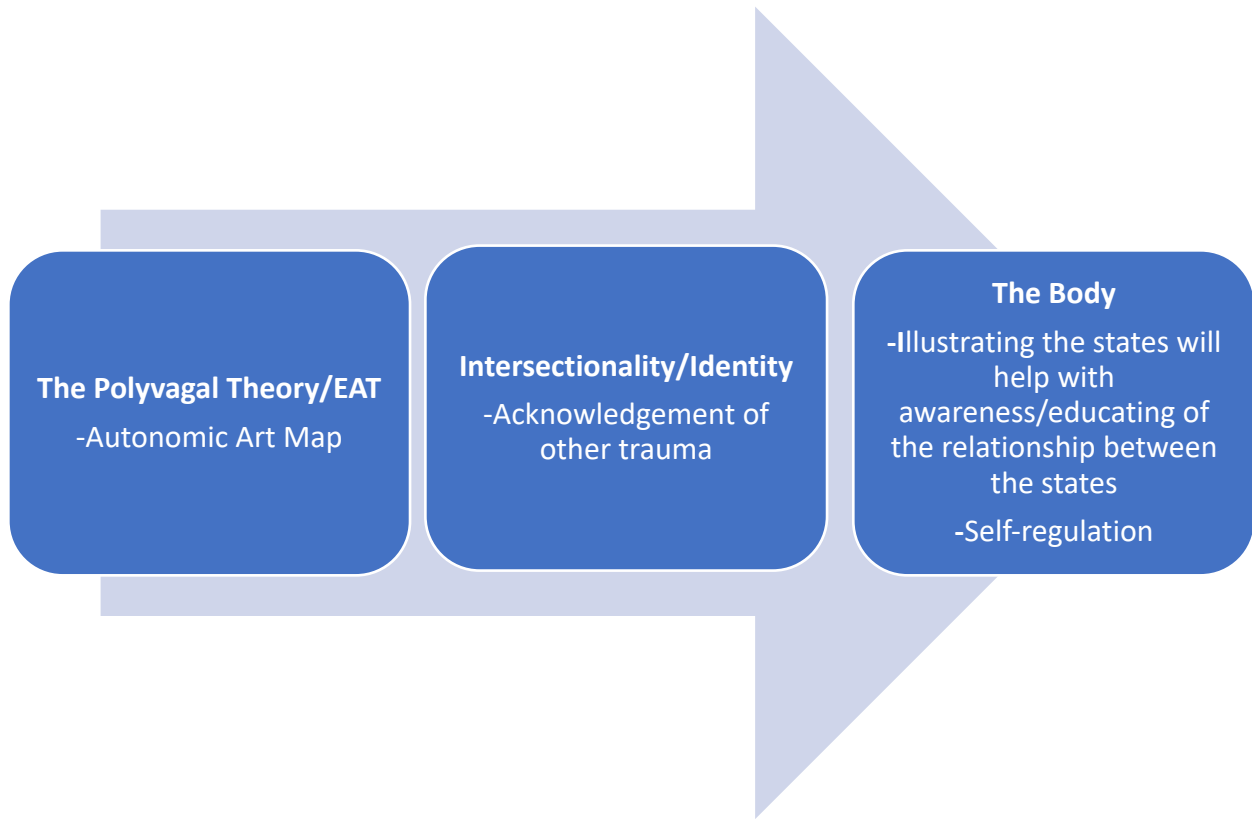 The Polyvagal Theory/EAT
-Autonomic Art Map
Intersectionality/Identity
-Acknowledgement of
other trauma
The Body
-Illustrating the states will
help with
awareness/educating of
the relationship between
the states
-Self-regulation